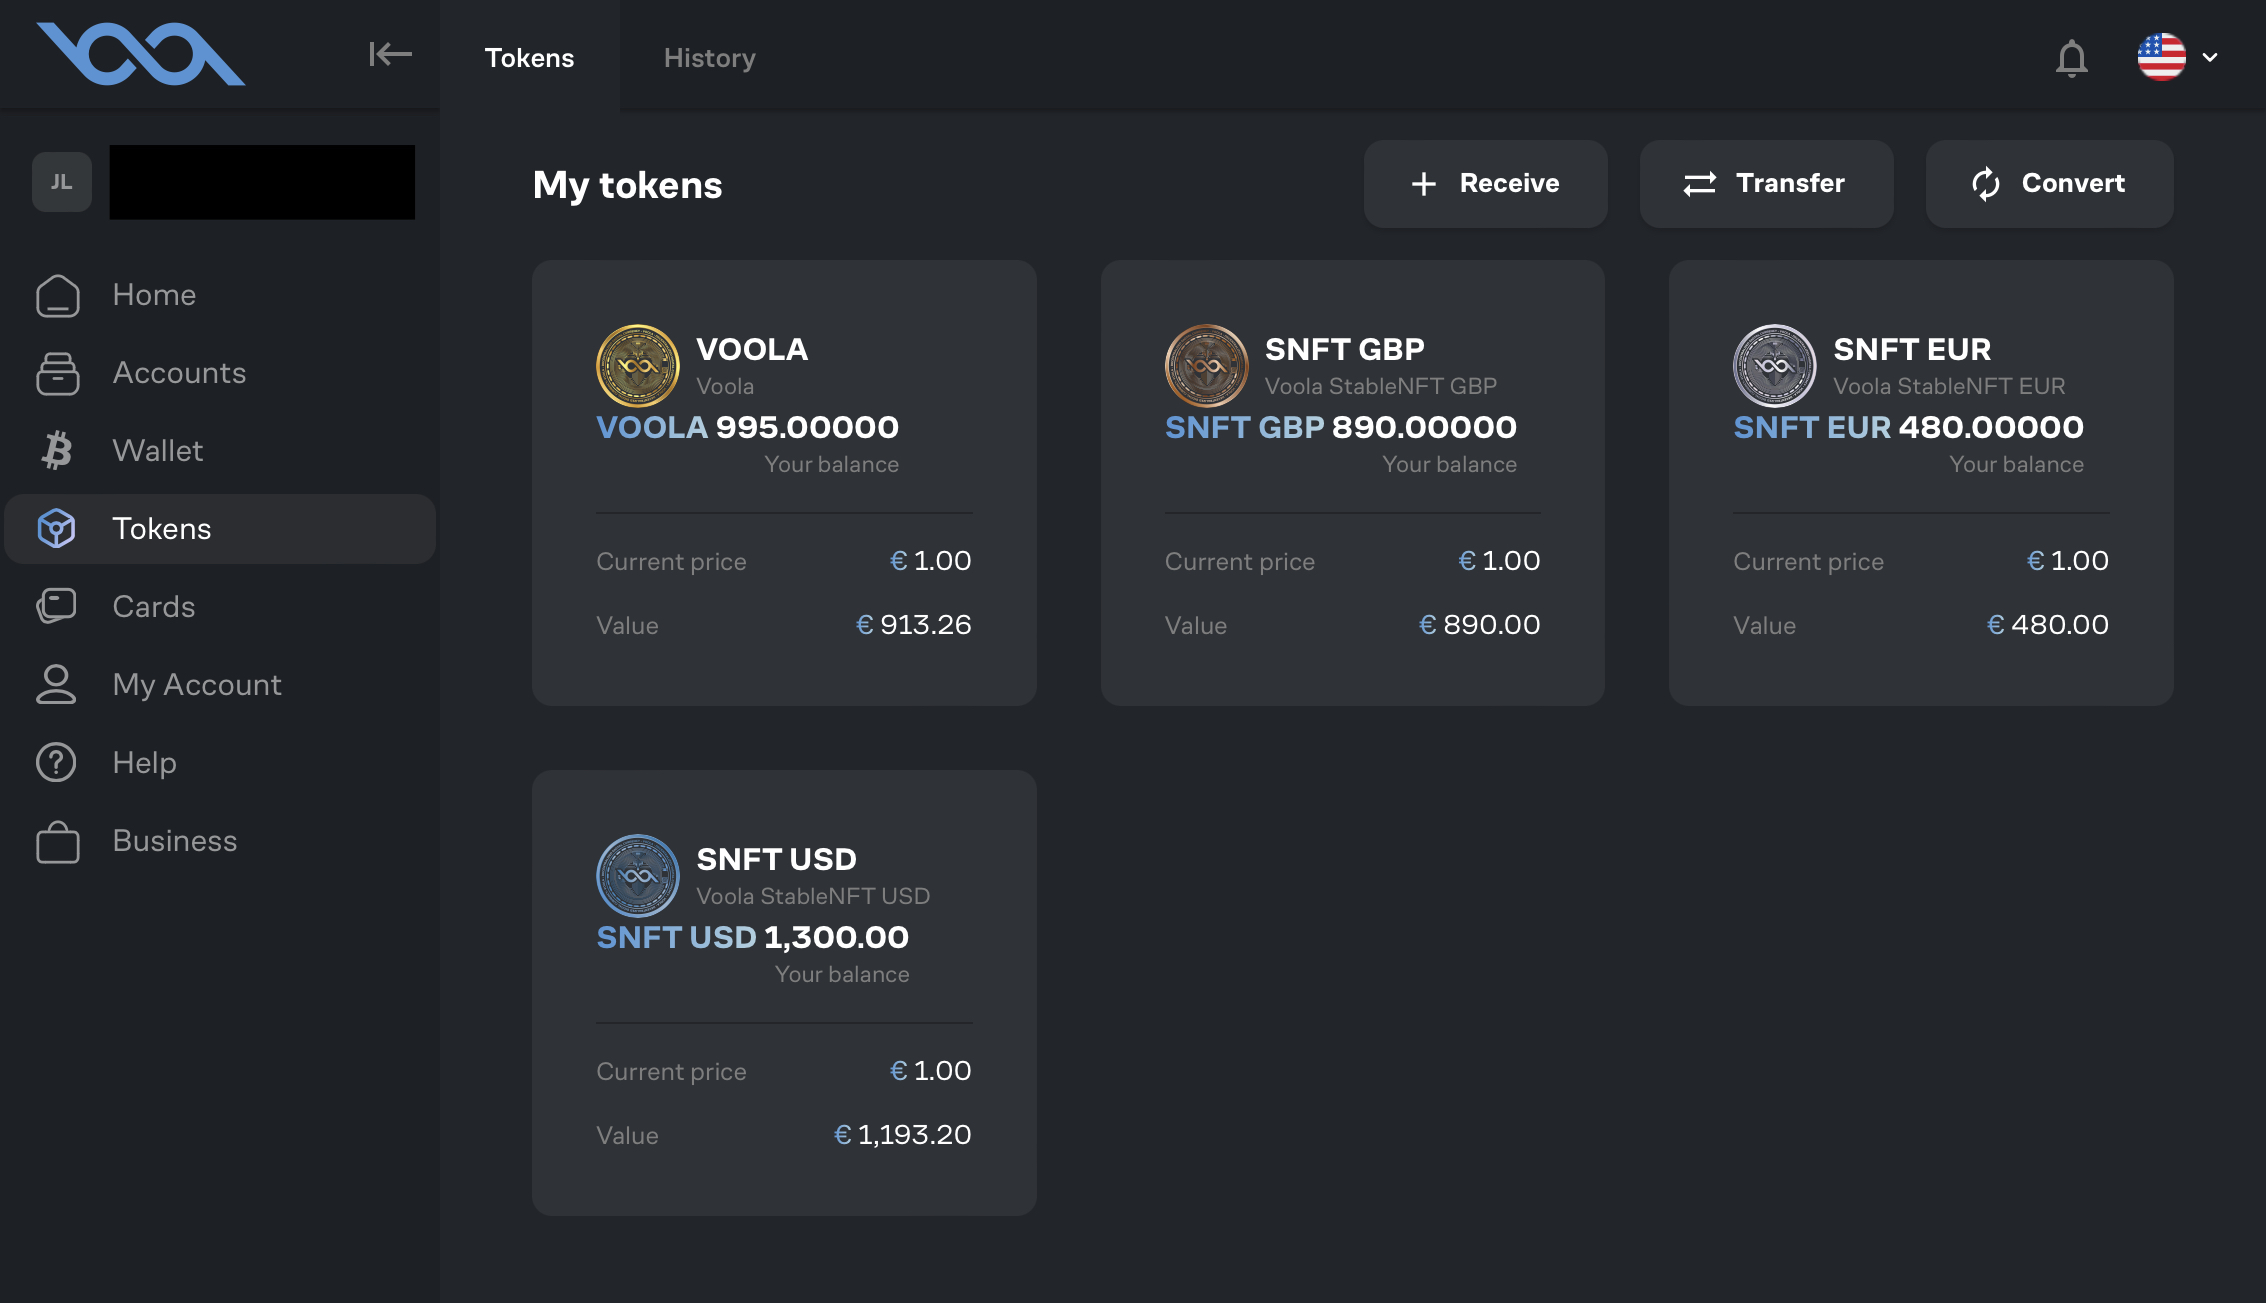 Tokens
History
JL
Home
Accounts
Wallet
Tokens
Cards
My Account
Help
Business
My tokens
Receive
Transfer
Convert
VOOLA
Voola
VOOLA 995.00000
Your balance
Current price € 1.00
Value € 913.26
SNFT GBP
Voola StableNFT GBP
SNFT GBP 890.00000
Your balance
Current price € 1.00
Value € 890.00
SNFT EUR
Voola StableNFT EUR
SNFT EUR 480.00000
Your balance
Current price € 1.00
Value € 480.00
SNFT USD
Voola StableNFT USD
SNFT USD 1,300.00
Your balance
Current price € 1.00
Value € 1,193.20